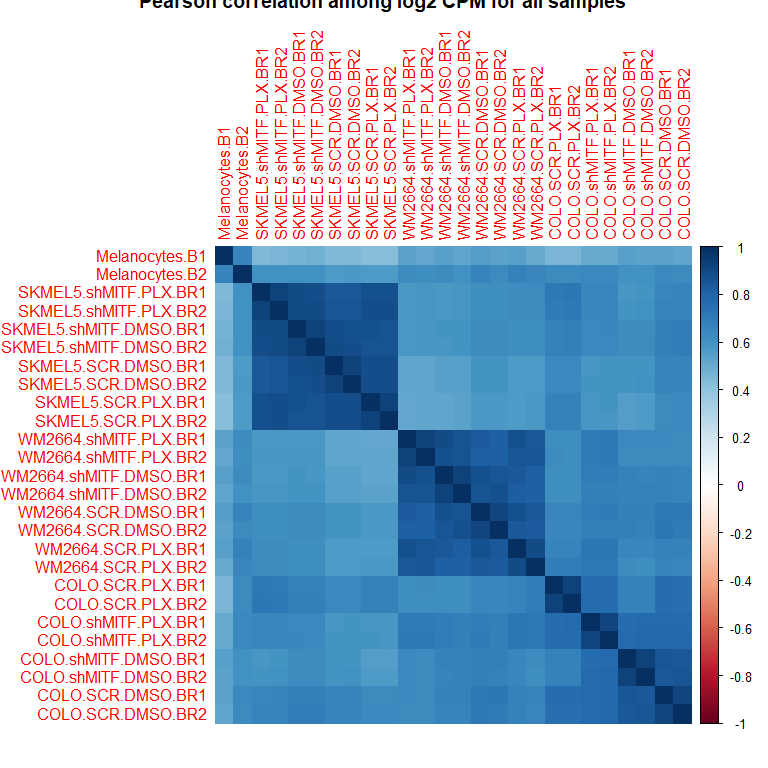 Pearson correlation among log2 CPM for all samples
Melanocytes.B1
Melanocytes.B2
SKMEL5.shMITF.PLX.BR1
SKMEL5.shMITF.PLX.BR2
SKMEL5.shMITF.DMSO.BR1
SKMEL5.shMITF.DMSO.BR2
SKMEL5.SCR.DMSO.BR1
SKMEL5.SCR.DMSO.BR2
SKMEL5.SCR.PLX.BR1
SKMEL5.SCR.PLX.BR2
WM2664.shMITF.PLX.BR1
WM2664.shMITF.PLX.BR2
WM2664.shMITF.DMSO.BR1
WM2664.shMITF.DMSO.BR2
WM2664.SCR.DMSO.BR1
WM2664.SCR.DMSO.BR2
WM2664.SCR.PLX.BR1
WM2664.SCR.PLX.BR2
COLO.SCR.PLX.BR1
COLO.SCR.PLX.BR2
COLO.shMITF.PLX.BR1
COLO.shMITF.PLX.BR2
COLO.shMITF.DMSO.BR1
COLO.shMITF.DMSO.BR2
COLO.SCR.DMSO.BR1
COLO.SCR.DMSO.BR2
Melanocytes.B1
Melanocytes.B2
SKMEL5.shMITF.PLX.BR1
SKMEL5.shMITF.PLX.BR2
SKMEL5.shMITF.DMSO.BR1
SKMEL5.shMITF.DMSO.BR2
SKMEL5.SCR.DMSO.BR1
SKMEL5.SCR.DMSO.BR2
SKMEL5.SCR.PLX.BR1
SKMEL5.SCR.PLX.BR2
WM2664.shMITF.PLX.BR1
WM2664.shMITF.PLX.BR2
WM2664.shMITF.DMSO.BR1
WM2664.shMITF.DMSO.BR2
WM2664.SCR.DMSO.BR1
WM2664.SCR.DMSO.BR2
WM2664.SCR.PLX.BR1
WM2664.SCR.PLX.BR2
COLO.SCR.PLX.BR1
COLO.SCR.PLX.BR2
COLO.shMITF.PLX.BR1
COLO.shMITF.PLX.BR2
COLO.shMITF.DMSO.BR1
COLO.shMITF.DMSO.BR2
COLO.SCR.DMSO.BR1
COLO.SCR.DMSO.BR2
1
0.8
0.6
0.4
0.2
0
-0.2
-0.4
-0.6
-0.8
-1